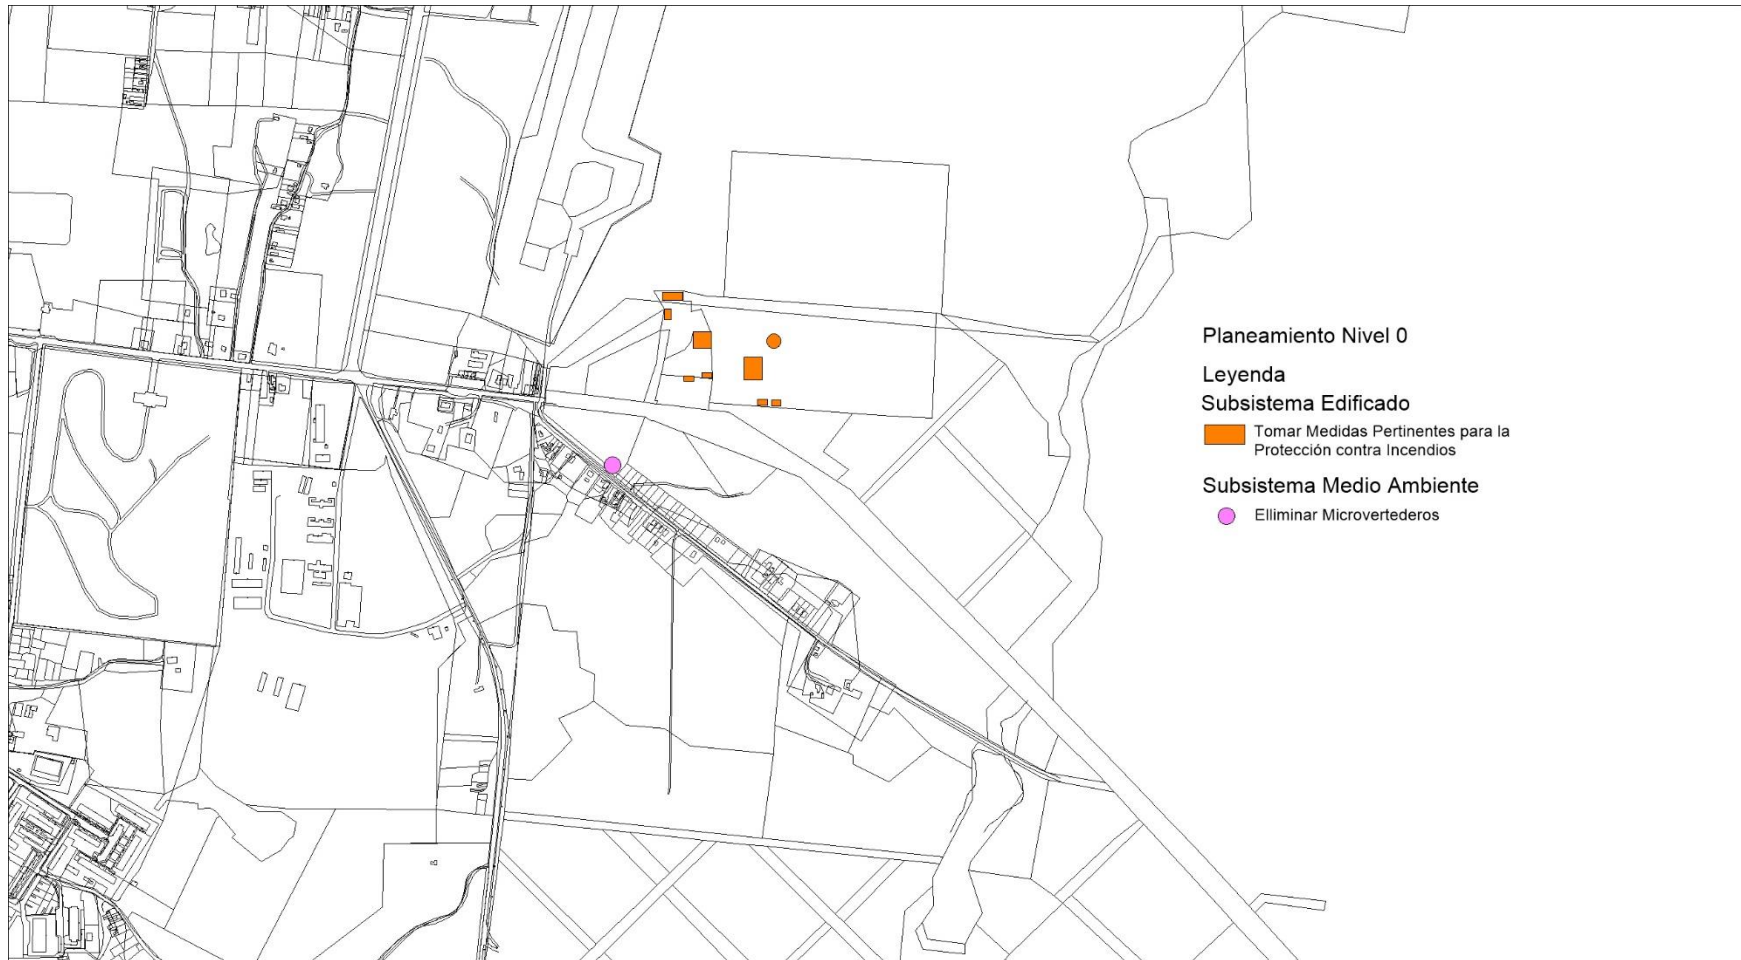 Planeamiento Nivel 0
Leyenda
Subsistema Edificado
Tomar Medidas Pertinentes para la
Protección contra Incendios
Subsistema Medio Ambiente
Elliminar Microvertederos